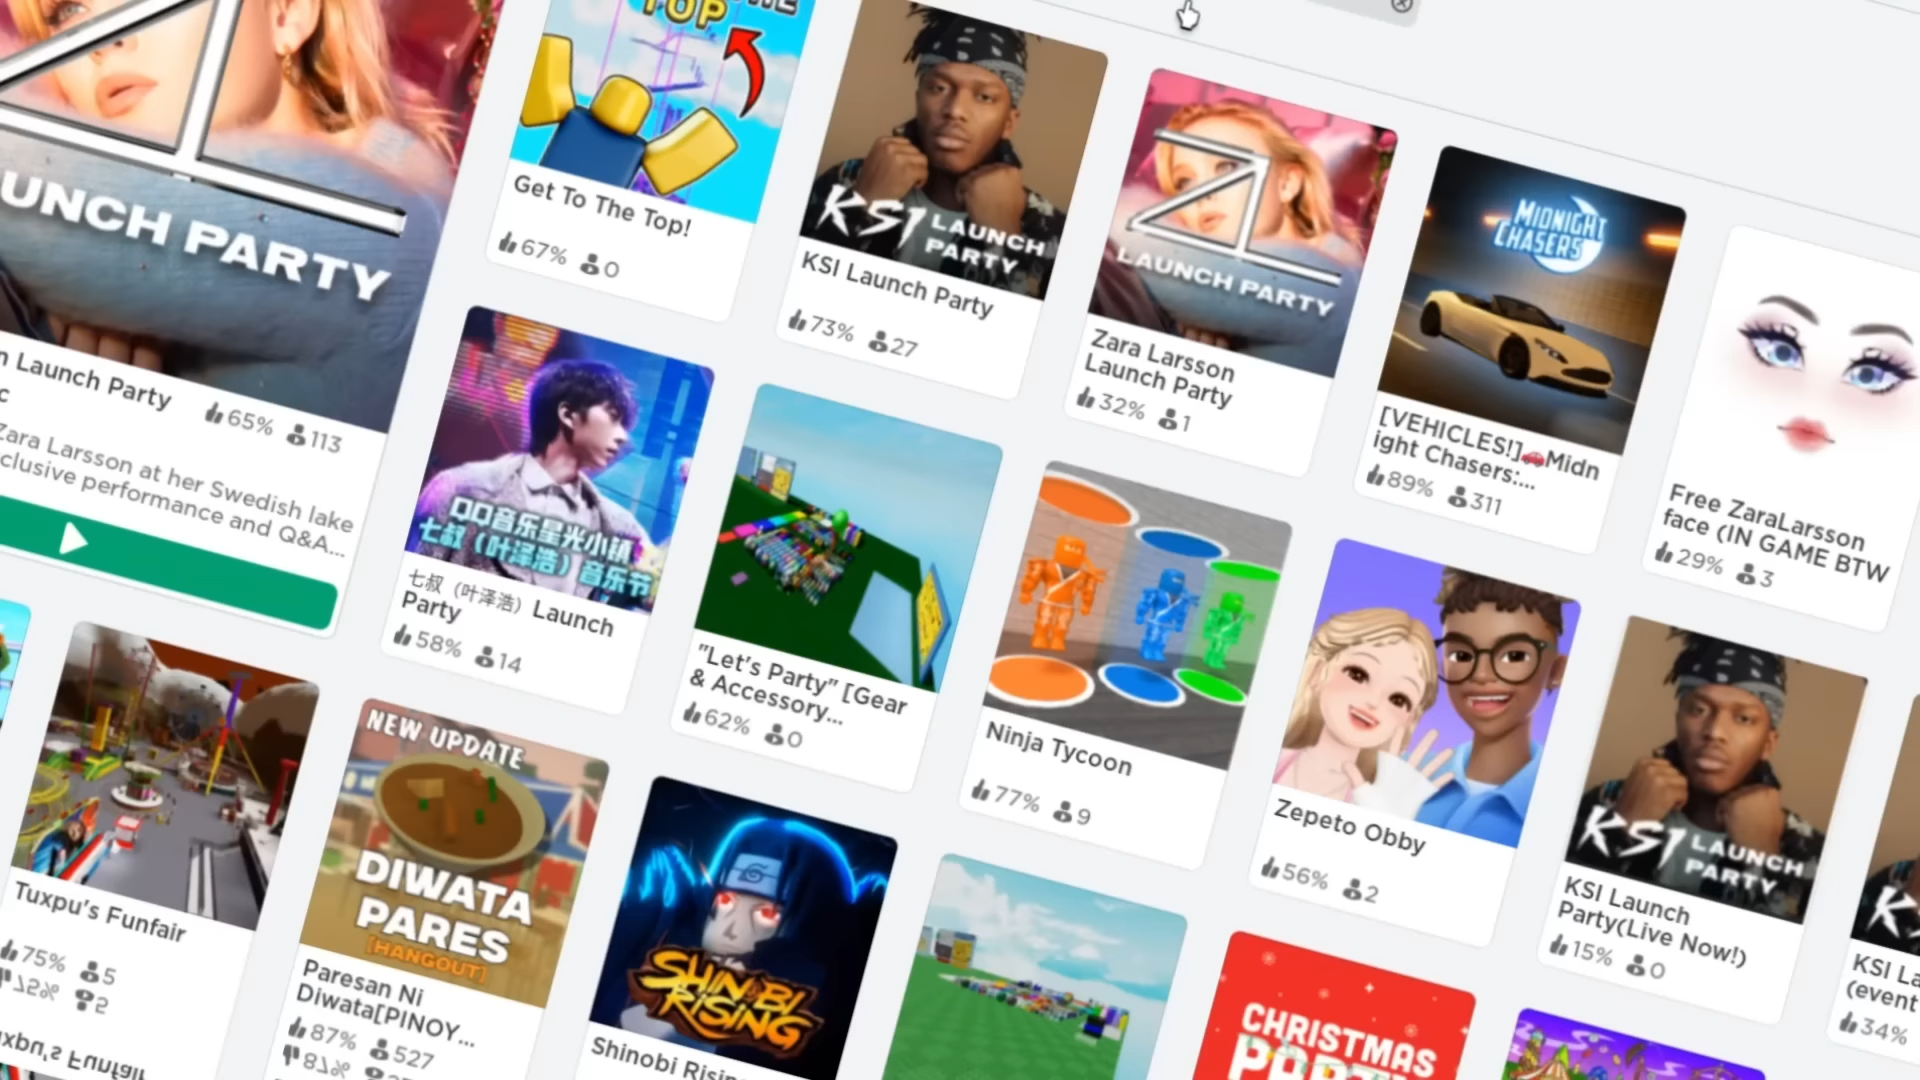 UNCH PARTY
n Launch Party
c
65% 113
Zara Larsson at her Swedish lake
clusive performance and Q&A...
TOP
Get To The Top!
67% 0
KSI LAUNCH
PARTY
KSI Launch Party
73% 27
LAUNCH PARTY
Zara Larsson
Launch Party
32% 1
MIDNIGHT
CHASERS
[VEHICLES!]🚗Midn
ight Chasers:...
89% 311
Free ZaraLarsson
face (IN GAME BTW
29% 3
QQ音乐星光小镇
七叔（叶泽浩）音乐节
七叔（叶泽浩）Launch
Party
58% 14
"Let's Party" [Gear
& Accessory...
62% 0
Ninja Tycoon
77% 9
Zepeto Obby
56% 2
KSI LAUNCH
PARTY
KSI Launch
Party(Live Now!)
15% 0
KSI La
(event
34%
Tuxpu's Funfair
75% 5
NEW UPDATE
DIWATA
PARES
[HANGOUT]
Paresan Ni
Diwata[PINOY...
87% 527
SHINOBI
RISING
Shinobi Risin
CHRISTMAS
PARTY